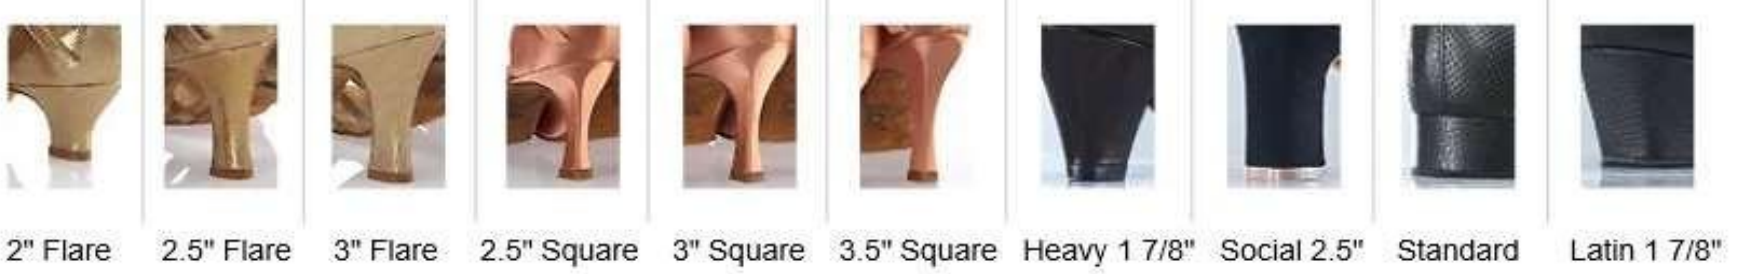 2" Flare 2.5" Flare 3" Flare 2.5" Square 3" Square 3.5" Square Heavy 1 7/8" Social 2.5" Standard Latin 1 7/8"